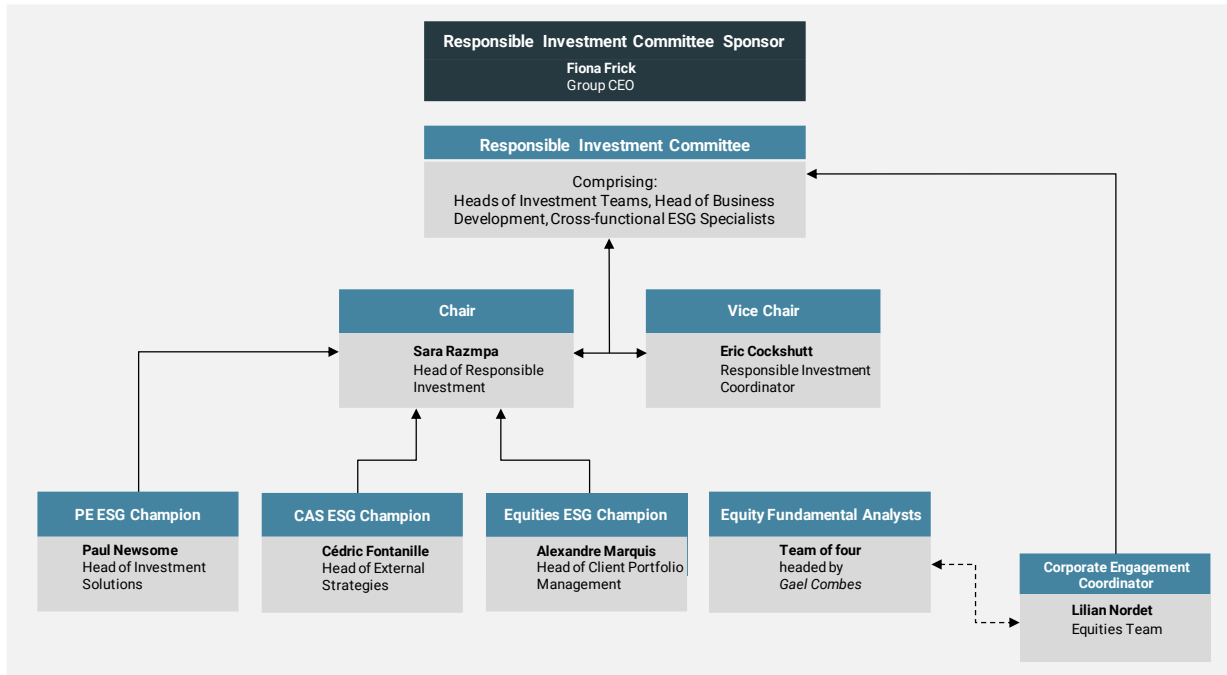 Responsible Investment Committee Sponsor
Fiona Frick
Group CEO
Responsible Investment Committee
Comprising:
Heads of Investment Teams, Head of Business
Development, Cross-functional ESG Specialists
Chair
Sara Razmpa
Head of Responsible
Investment
Vice Chair
Eric Cockshutt
Responsible Investment
Coordinator
PE ESG Champion
Paul Newsome
Head of Investment
Solutions
CAS ESG Champion
Cédric Fontanille
Head of External
Strategies
Equities ESG Champion
Alexandre Marquis
Head of Client Portfolio
Management
Equity Fundamental Analysts
Team of four
headed by
Gael Combes
Corporate Engagement
Coordinator
Lilian Nordet
Equities Team